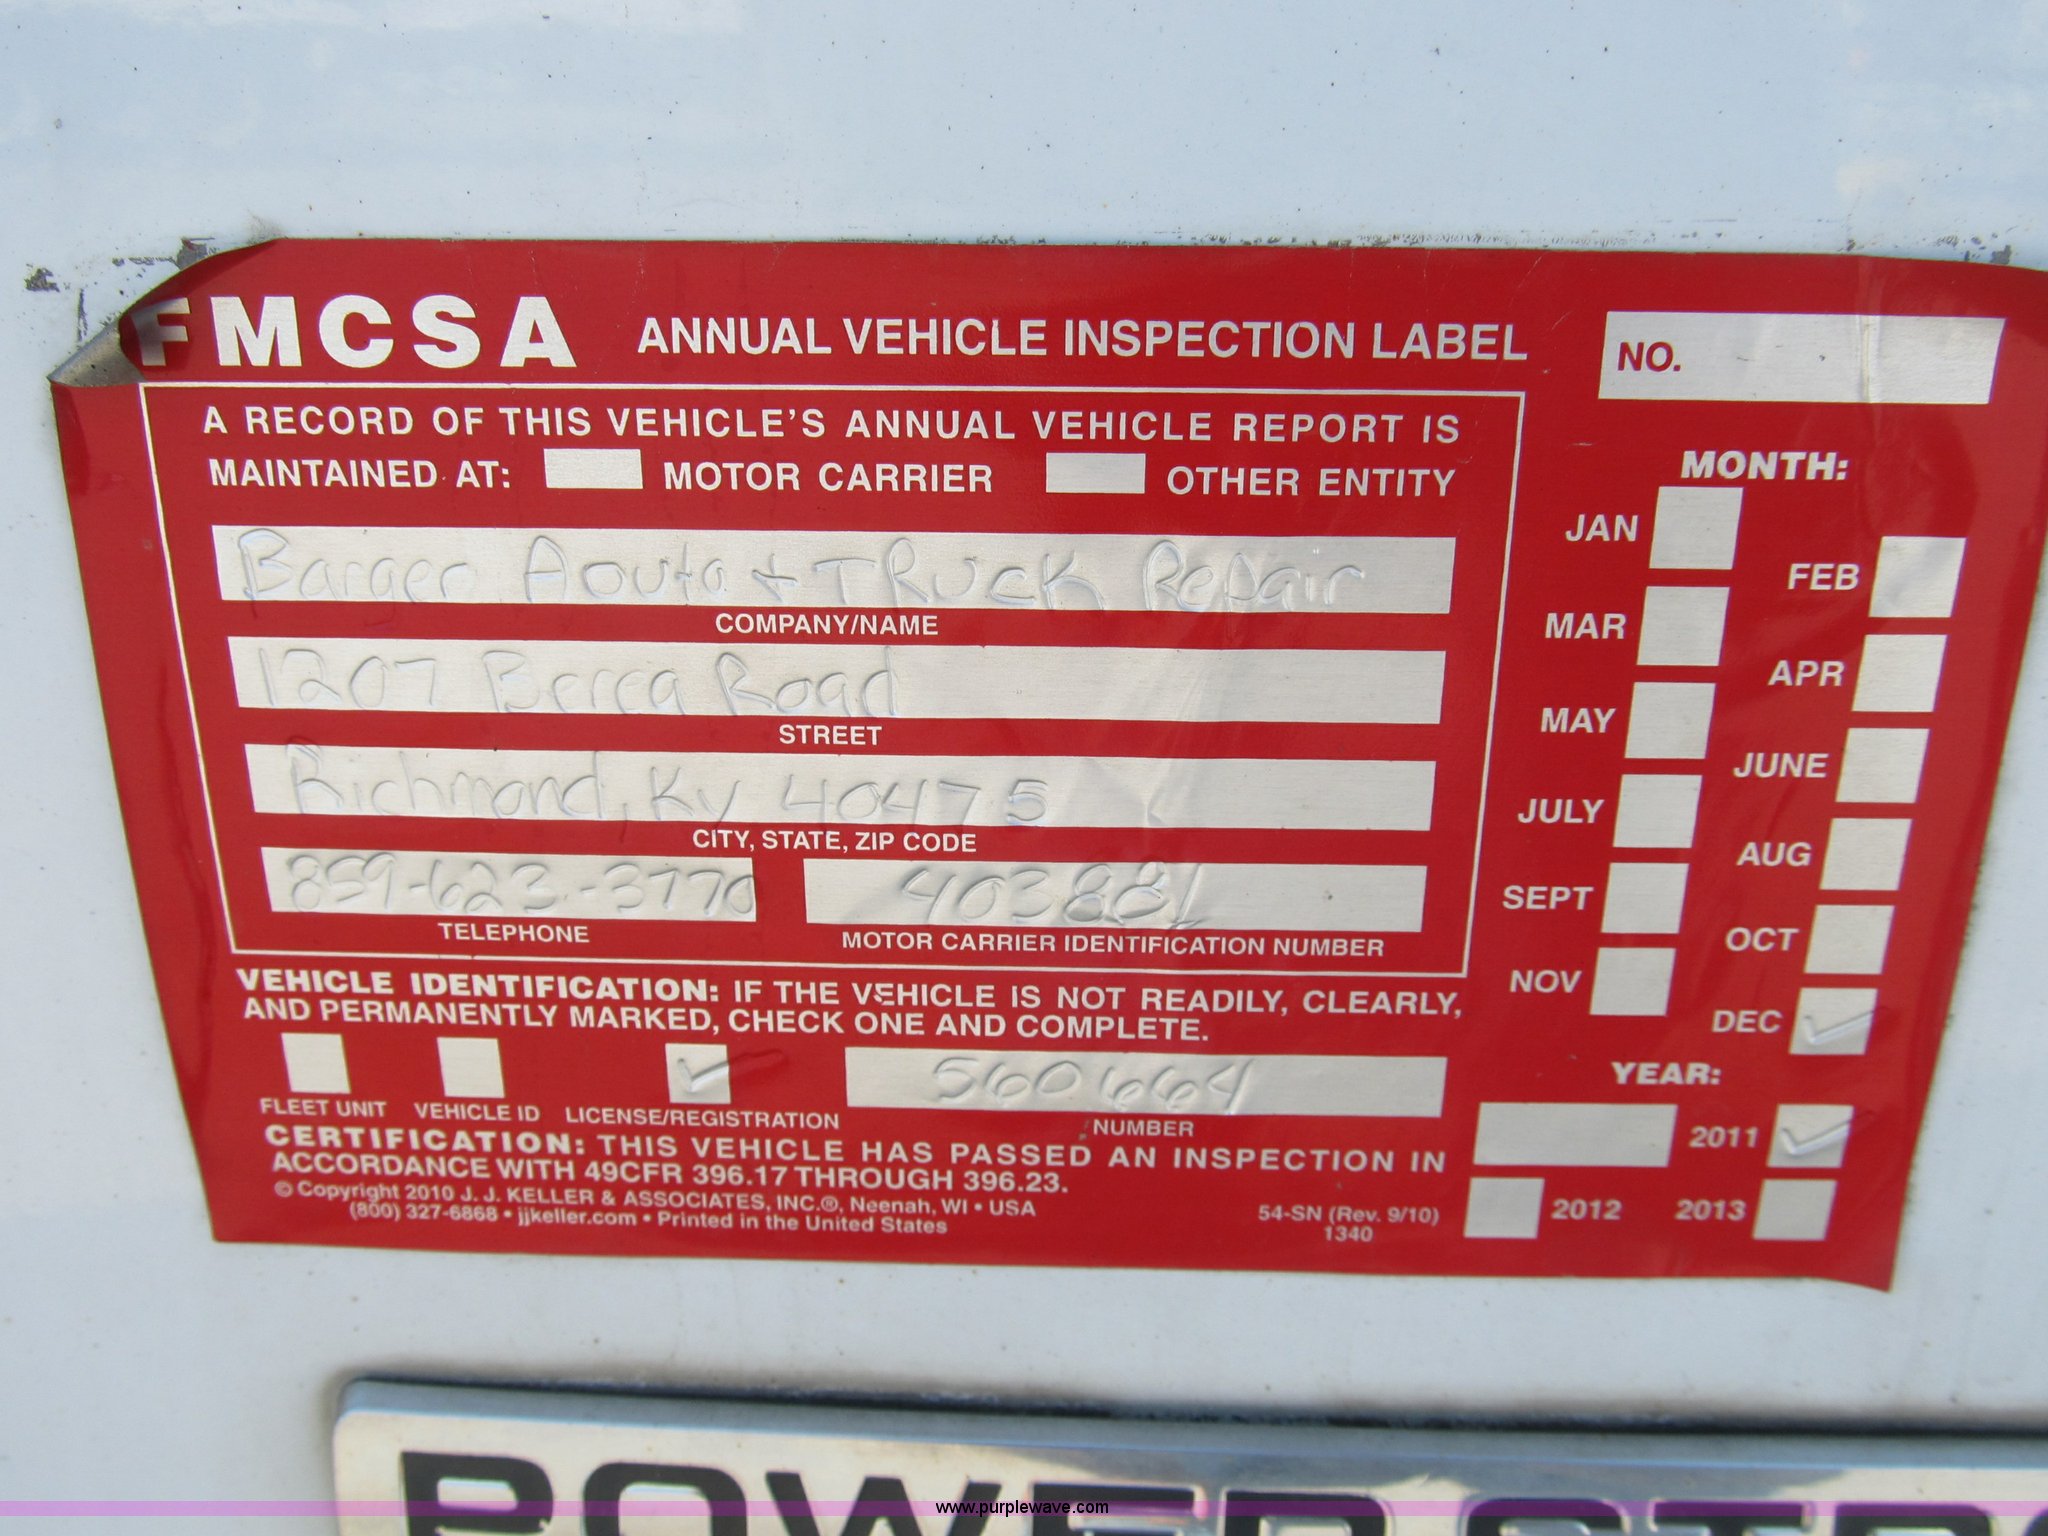 FMCSA ANNUAL VEHICLE INSPECTION LABEL
NO.
A RECORD OF THIS VEHICLE'S ANNUAL VEHICLE REPORT IS
MAINTAINED AT: MOTOR CARRIER OTHER ENTITY
Barger Aouto + TRUCK Repair
COMPANY/NAME
1207 Berea Road
STREET
Richmond, Ky 40475
CITY, STATE, ZIP CODE
859-623-3770 403881
TELEPHONE MOTOR CARRIER IDENTIFICATION NUMBER
VEHICLE IDENTIFICATION: IF THE VEHICLE IS NOT READILY, CLEARLY,
AND PERMANENTLY MARKED, CHECK ONE AND COMPLETE.
5606664
FLEET UNIT VEHICLE ID LICENSE/REGISTRATION NUMBER
CERTIFICATION: THIS VEHICLE HAS PASSED AN INSPECTION IN
ACCORDANCE WITH 49CFR 396.17 THROUGH 396.23.
© Copyright 2010 J. J. KELLER & ASSOCIATES, INC.®, Neenah, WI • USA
(800) 327-6868 • jjkeller.com • Printed in the United States
54-SN (Rev. 9/10)
1340
MONTH:
JAN
FEB
MAR
APR
MAY
JUNE
JULY
AUG
SEPT
OCT
NOV
DEC
YEAR:
2011
2012 2013
POWER STR
www.purplewave.com